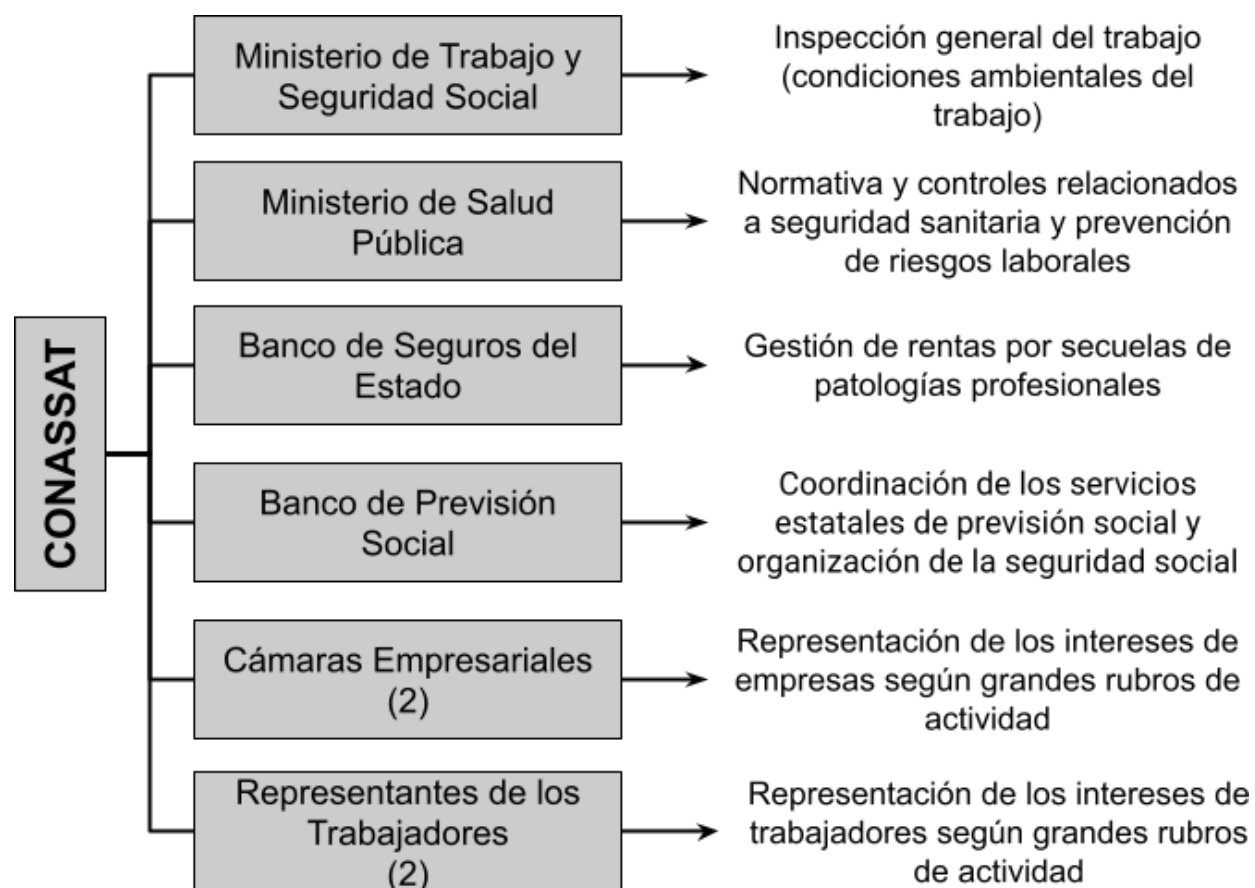 CONASSAT
Ministerio de Trabajo y
Seguridad Social
Inspección general del trabajo
(condiciones ambientales del
trabajo)
Ministerio de Salud
Pública
Normativa y controles relacionados
a seguridad sanitaria y prevención
de riesgos laborales
Banco de Seguros del
Estado
Gestión de rentas por secuelas de
patologías profesionales
Banco de Previsión
Social
Coordinación de los servicios
estatales de previsión social y
organización de la seguridad social
Cámaras Empresariales
(2)
Representación de los intereses de
empresas según grandes rubros de
actividad
Representantes de los
Trabajadores
(2)
Representación de los intereses de
trabajadores según grandes rubros
de actividad